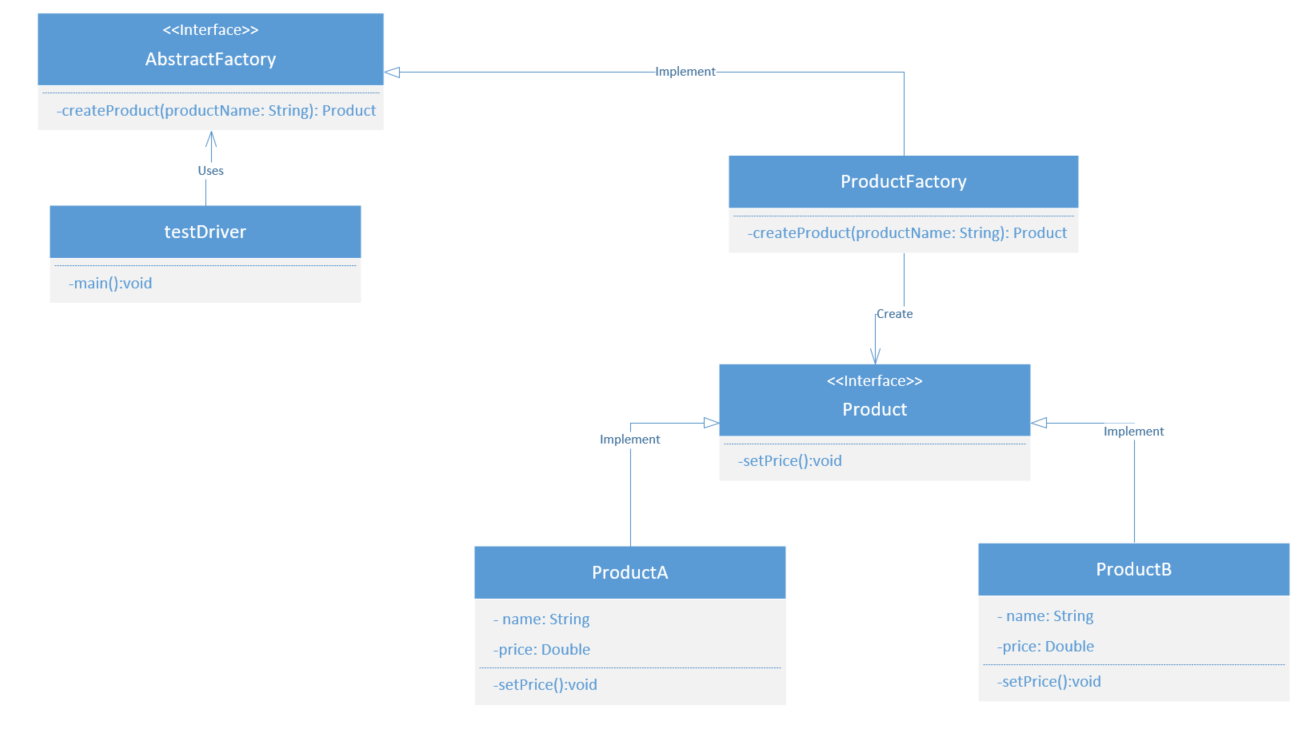 <<Interface>>
AbstractFactory
-createProduct(productName: String): Product
Implement
Uses
testDriver
-main():void
ProductFactory
-createProduct(productName: String): Product
Create
<<Interface>>
Product
-setPrice():void
Implement
Implement
ProductA
- name: String
-price: Double
-setPrice():void
ProductB
- name: String
-price: Double
-setPrice():void